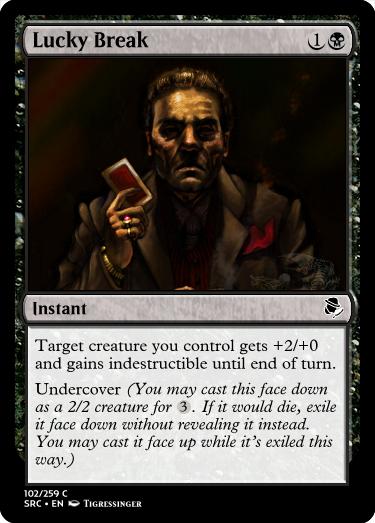 Lucky Break 1
Instant
Target creature you control gets +2/+0
and gains indestructible until end of turn.
Undercover (You may cast this face down
as a 2/2 creature for 3. If it would die, exile
it face down without revealing it instead.
You may cast it face up while it's exiled this
way.)
102/259 C
SRC • EN Tigressinger